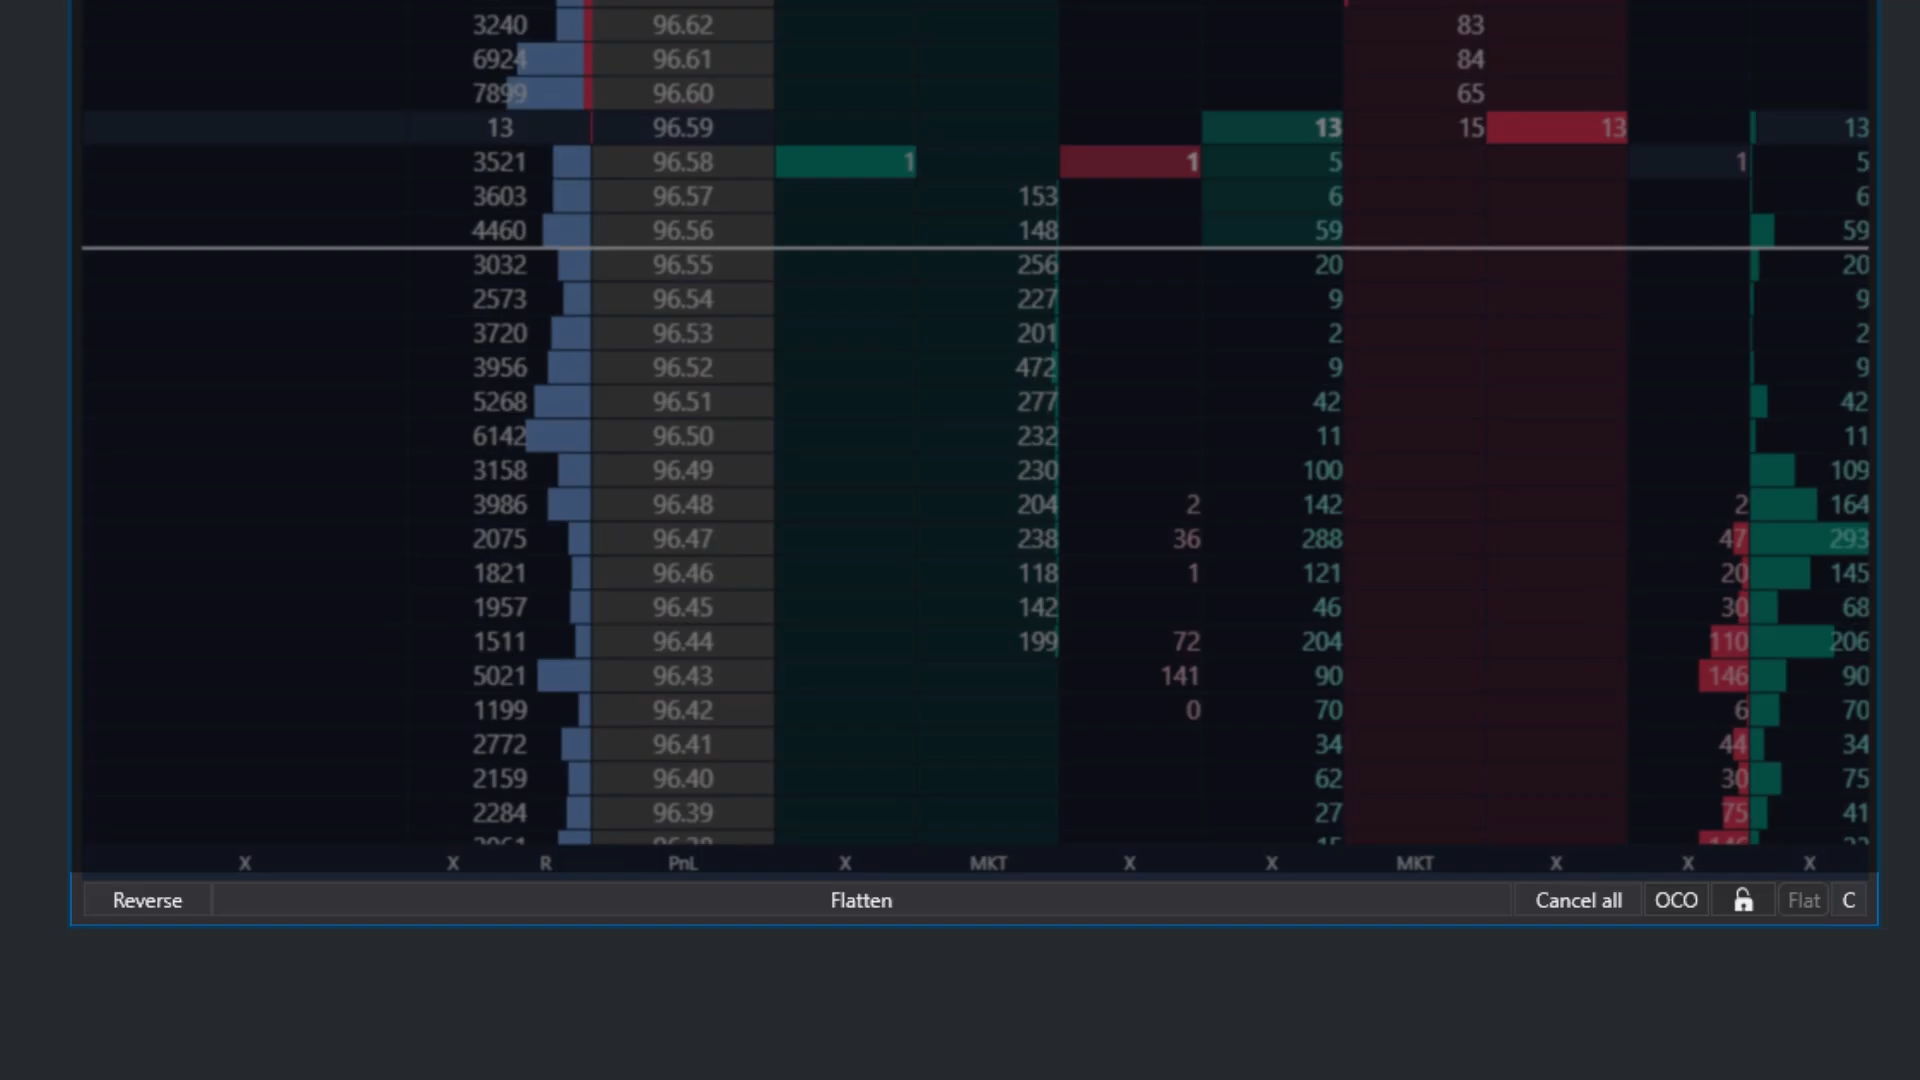 3240 96.62 83
6924 96.61 84
7899 96.60 65
13 96.59 13 15 13 13
3521 96.58 1 1 5 1 5
3603 96.57 153 6 6
4460 96.56 148 59 59
3032 96.55 256 20 20
2573 96.54 227 9 9
3720 96.53 201 2 2
3956 96.52 472 9 9
5268 96.51 277 42 42
6142 96.50 232 11 11
3158 96.49 230 100 109
3986 96.48 204 2 142 2 164
2075 96.47 238 36 288 47 293
1821 96.46 118 1 121 20 145
1957 96.45 142 46 30 68
1511 96.44 199 72 204 110 206
5021 96.43 141 90 146 90
1199 96.42 0 70 6 70
2772 96.41 34 44 34
2159 96.40 62 30 75
2284 96.39 27 75 41
X X R PnL X MKT X X MKT X X X
Reverse Flatten Cancel all OCO Flat C